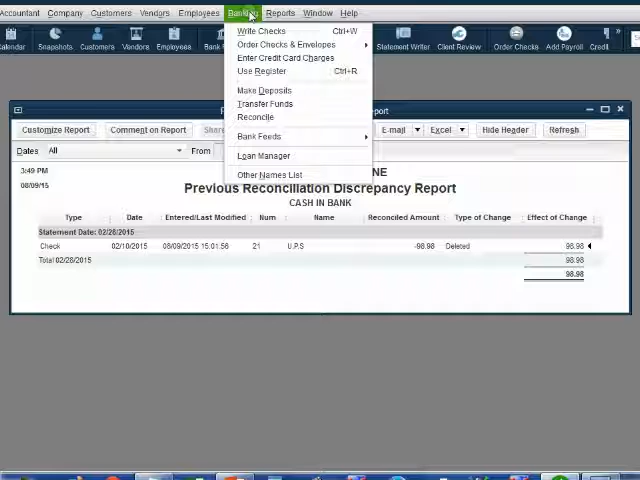 Accountant Company Customers Vendors Employees Banking Reports Window Help
Calendar Snapshots Customers Vendors Employees Bank Statement Writer Client Review Order Checks Add Payroll Credit »
Write Checks Ctrl+W
Order Checks & Envelopes
Enter Credit Card Charges
Use Register Ctrl+R
Make Deposits
Transfer Funds
Reconcile
Bank Feeds
Loan Manager
Other Names List
port
Customize Report Comment on Report Share E-mail Excel Hide Header Refresh
Dates All From
3:49 PM NE
08/09/15 Previous Reconciliation Discrepancy Report
CASH IN BANK
Type Date Entered/Last Modified Num Name Reconciled Amount Type of Change Effect of Change
Statement Date: 02/28/2015
Check 02/10/2015 08/09/2015 15:01:56 21 U.P.S -98.98 Deleted 98.98
Total 02/28/2015 98.98
98.98